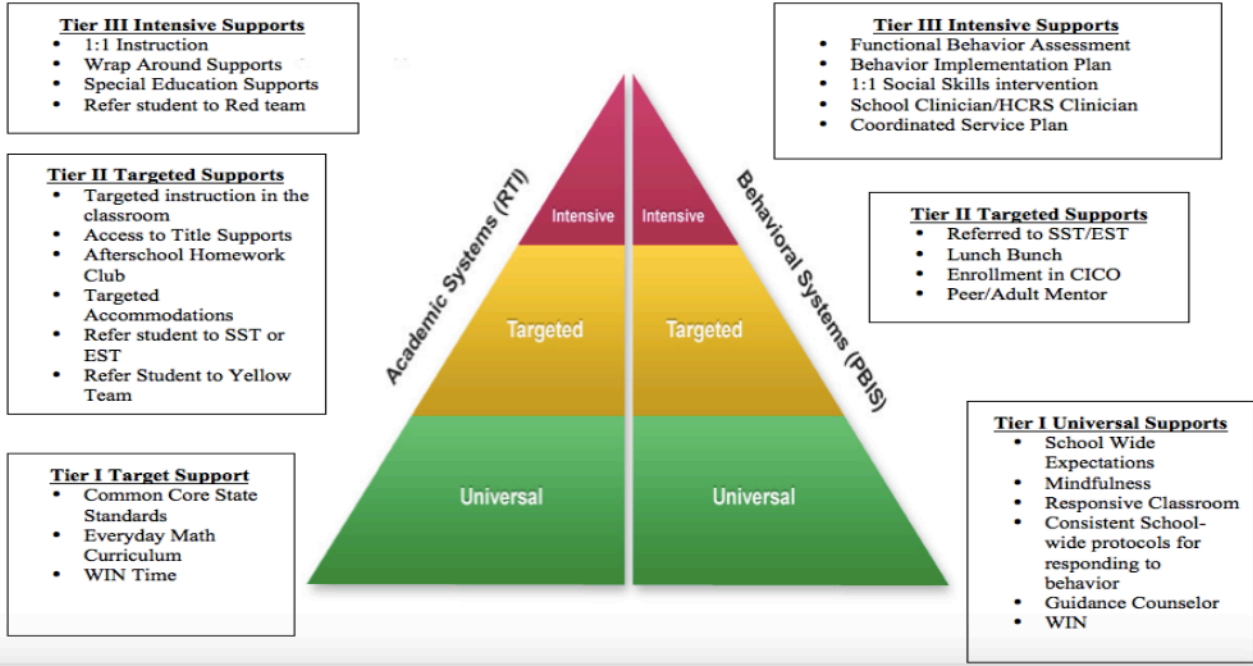 Tier III Intensive Supports
• 1:1 Instruction
• Wrap Around Supports
• Special Education Supports
• Refer student to Red team
Tier II Targeted Supports
• Targeted instruction in the
classroom
• Access to Title Supports
• Afterschool Homework
Club
• Targeted
Accommodations
• Refer student to SST or
EST
• Refer Student to Yellow
Team
Tier I Target Support
• Common Core State
Standards
• Everyday Math
Curriculum
• WIN Time
Academic Systems (RTI)
Intensive
Intensive
Targeted
Targeted
Universal
Universal
Behavioral Systems (PBIS)
Tier III Intensive Supports
• Functional Behavior Assessment
• Behavior Implementation Plan
• 1:1 Social Skills intervention
• School Clinician/HCRS Clinician
• Coordinated Service Plan
Tier II Targeted Supports
• Referred to SST/EST
• Lunch Bunch
• Enrollment in CICO
• Peer/Adult Mentor
Tier I Universal Supports
• School Wide
Expectations
• Mindfulness
• Responsive Classroom
• Consistent School-
wide protocols for
responding to
behavior
• Guidance Counselor
• WIN